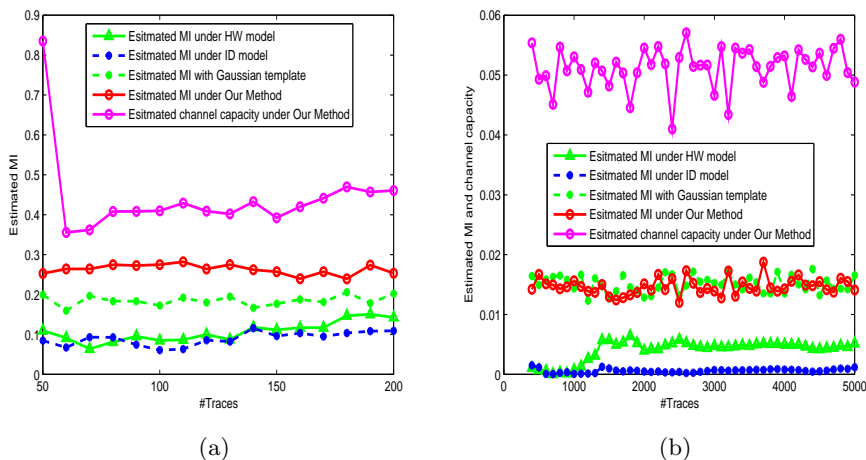 0.9
0.8
0.7
0.6
0.5
0.4
0.3
0.2
0.1
0
50
100
150
200
#Traces
Estimated MI
Esitmated MI under HW model
Esitmated MI under ID model
Esitmated MI with Gaussian template
Esitmated MI under Our Method
Esitmated channel capacity under Our Method
(a)
0.06
0.05
0.04
0.03
0.02
0.01
0
0
1000
2000
3000
4000
5000
#Traces
Estimated MI and channel capacity
Esitmated MI under HW model
Esitmated MI under ID model
Esitmated MI with Gaussian template
Esitmated MI under Our Method
Esitmated channel capacity under Our Method
(b)